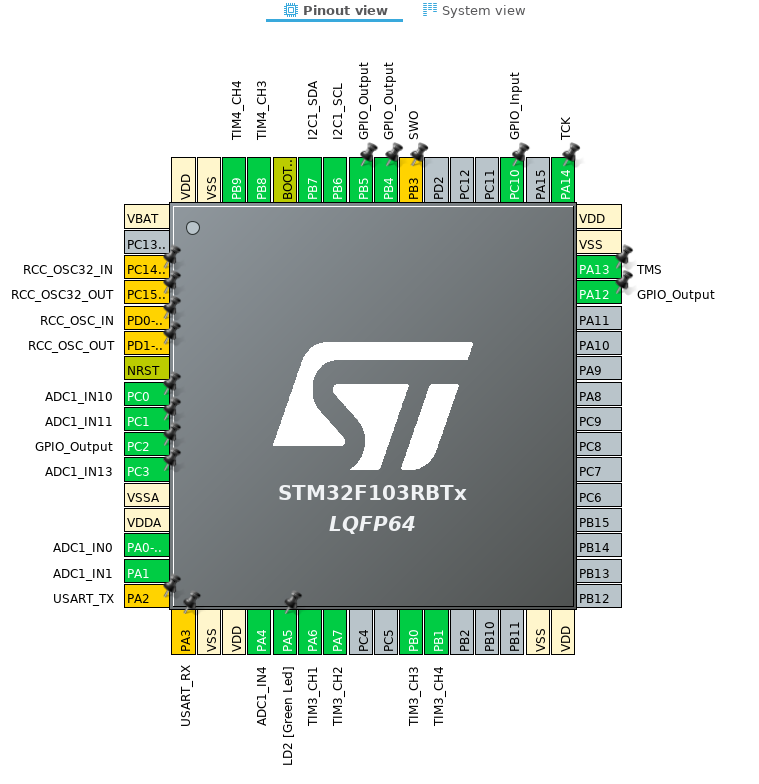 Pinout view
System view
TIM4_CH4
TIM4_CH3
I2C1_SDA
I2C1_SCL
GPIO_Output
GPIO_Output
SWO
GPIO_Input
TCK
VDD
VSS
PB9
PB8
BOOT..
PB7
PB6
PB5
PB4
PB3
PD2
PC12
PC11
PC10
PA15
PA14
VBAT
PC13..
RCC_OSC32_IN
PC14..
RCC_OSC32_OUT
PC15..
RCC_OSC_IN
PD0-..
RCC_OSC_OUT
PD1-..
NRST
ADC1_IN10
PC0
ADC1_IN11
PC1
GPIO_Output
PC2
ADC1_IN13
PC3
VSSA
VDDA
ADC1_IN0
PA0-..
ADC1_IN1
PA1
USART_TX
PA2
ST
STM32F103RBTx
LQFP64
VDD
VSS
PA13
TMS
PA12
GPIO_Output
PA11
PA10
PA9
PA8
PC9
PC8
PC7
PC6
PB15
PB14
PB13
PB12
PA3
VSS
VDD
PA4
PA5
PA6
PA7
PC4
PC5
PB0
PB1
PB2
PB10
PB11
VSS
VDD
USART_RX
ADC1_IN4
LD2 [Green Led]
TIM3_CH1
TIM3_CH2
TIM3_CH3
TIM3_CH4